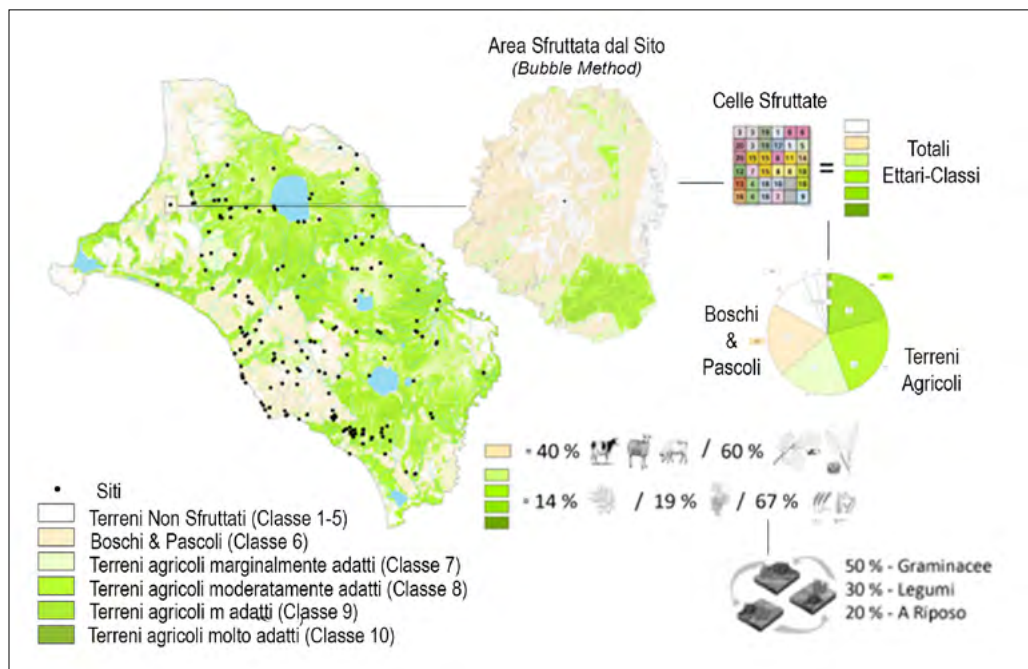 Area Sfruttata dal Sito
(Bubble Method)
Celle Sfruttate
=
Totali
Ettari-Classi
Boschi
&
Pascoli
Terreni
Agricoli
= 40 % / 60 %
= 14 % / 19 % / 67 %
50 % - Graminacee
30 % - Legumi
20 % - A Riposo
Siti
Terreni Non Sfruttati (Classe 1-5)
Boschi & Pascoli (Classe 6)
Terreni agricoli marginalmente adatti (Classe 7)
Terreni agricoli moderatamente adatti (Classe 8)
Terreni agricoli m adatti (Classe 9)
Terreni agricoli molto adatti (Classe 10)